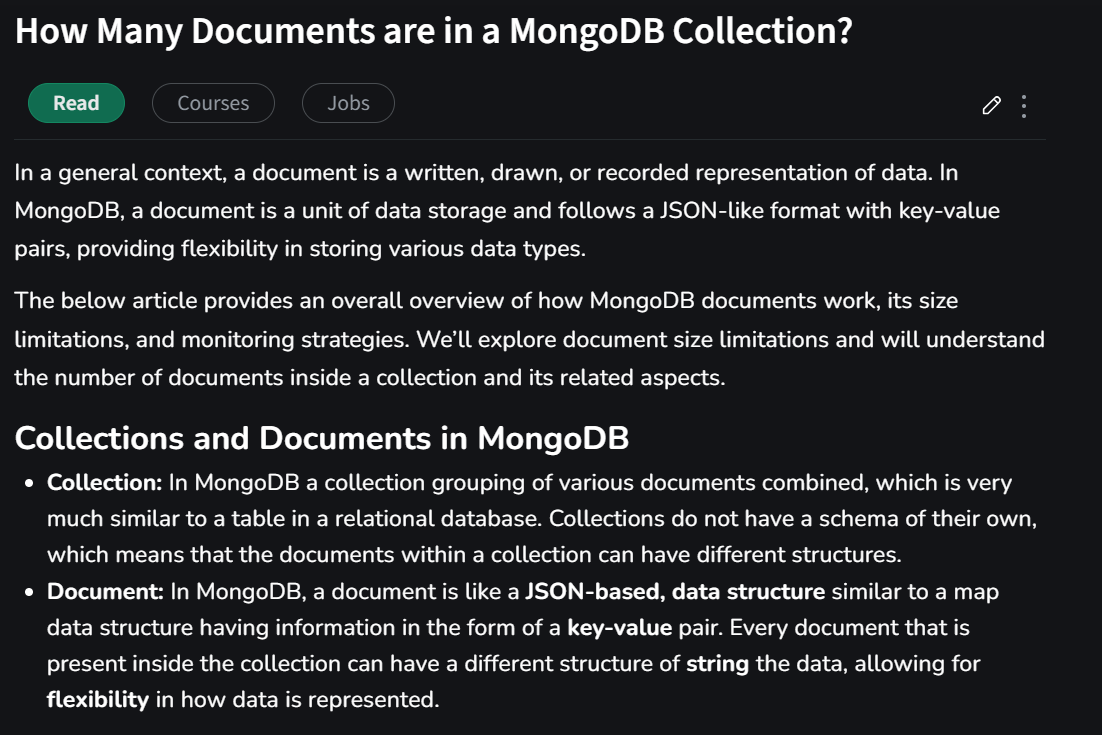 How Many Documents are in a MongoDB Collection?
Read Courses Jobs
In a general context, a document is a written, drawn, or recorded representation of data. In
MongoDB, a document is a unit of data storage and follows a JSON-like format with key-value
pairs, providing flexibility in storing various data types.
The below article provides an overall overview of how MongoDB documents work, its size
limitations, and monitoring strategies. We’ll explore document size limitations and will understand
the number of documents inside a collection and its related aspects.
Collections and Documents in MongoDB
• Collection: In MongoDB a collection grouping of various documents combined, which is very
much similar to a table in a relational database. Collections do not have a schema of their own,
which means that the documents within a collection can have different structures.
• Document: In MongoDB, a document is like a JSON-based, data structure similar to a map
data structure having information in the form of a key-value pair. Every document that is
present inside the collection can have a different structure of string the data, allowing for
flexibility in how data is represented.